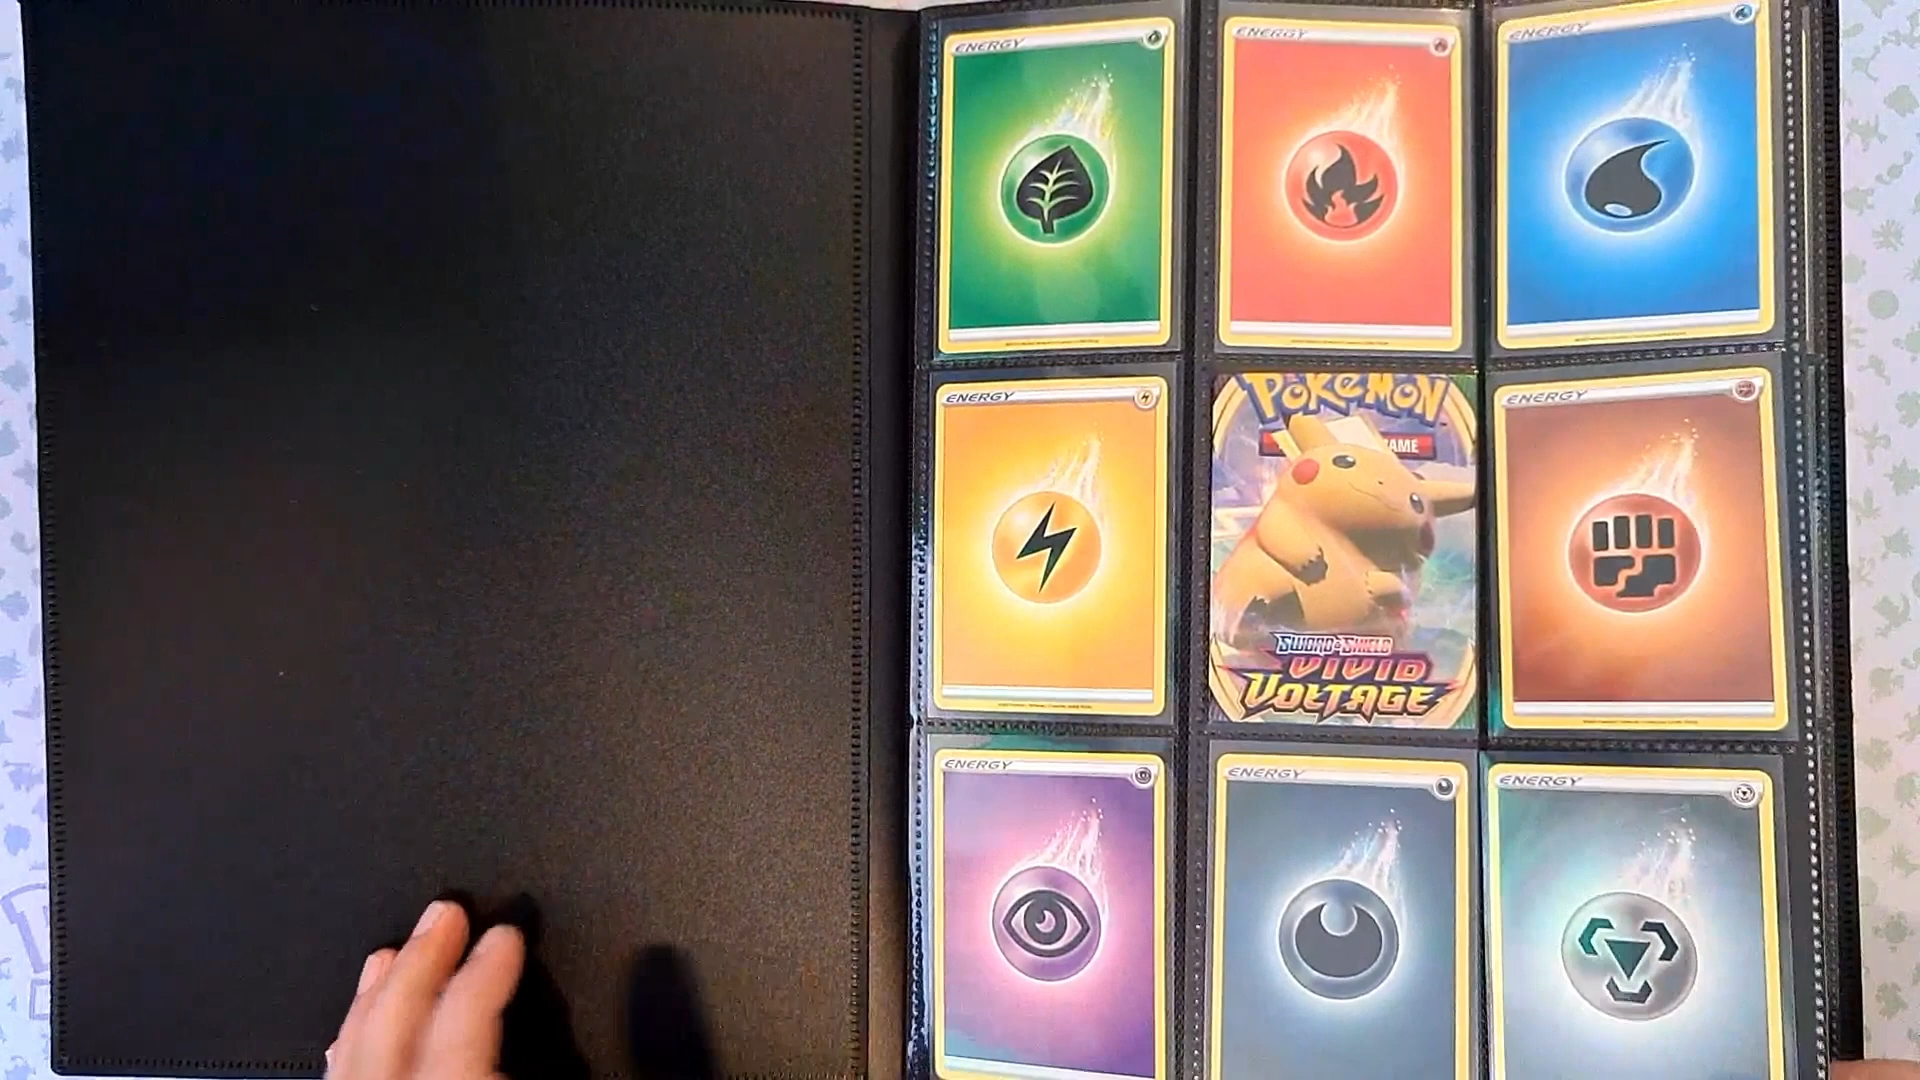 ENERGY
ENERGY
ENERGY
ENERGY
POKéMON
AME
SWORD & SHIELD
VIVID
VOLTAGE
ENERGY
ENERGY
ENERGY
ENERGY